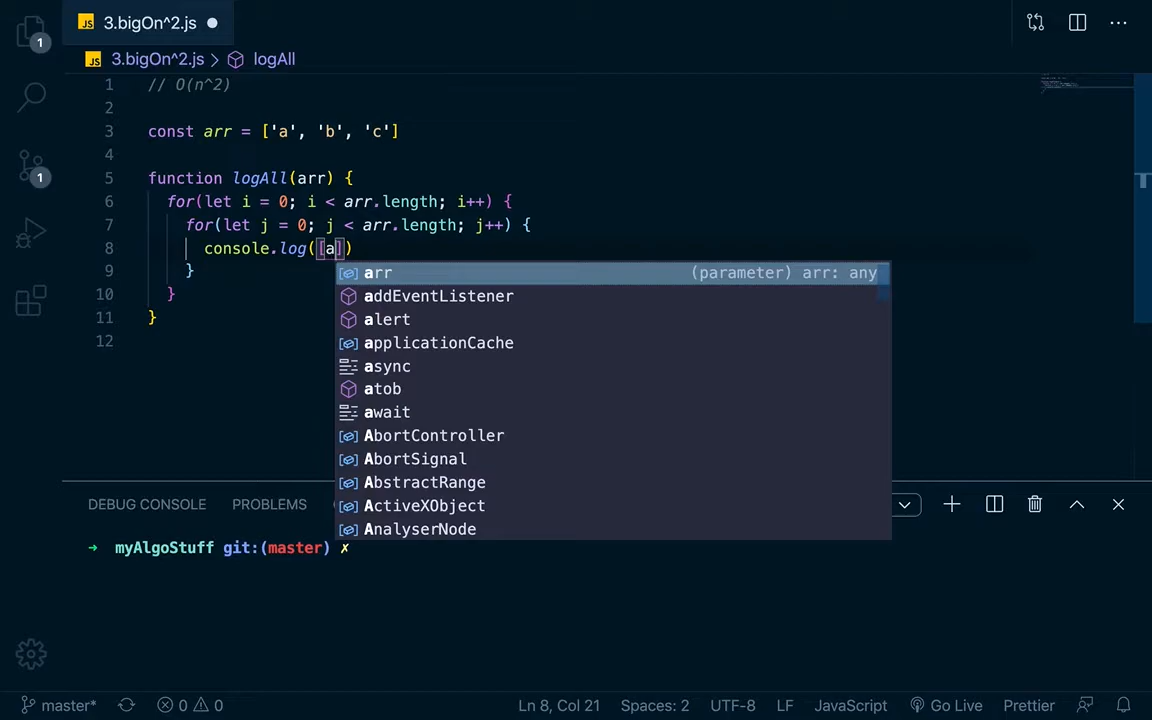 JS 3.bigOn^2.js
1
JS 3.bigOn^2.js > logAll
1 // O(n^2)
2
3 const arr = ['a', 'b', 'c']
4
5 function logAll(arr) {
6 for(let i = 0; i < arr.length; i++) {
7 for(let j = 0; j < arr.length; j++) {
8 console.log([a])
9 }
10 }
11 }
12
1
arr (parameter) arr: any
addEventListener
alert
applicationCache
async
atob
await
AbortController
AbortSignal
AbstractRange
ActiveXObject
AnalyserNode
DEBUG CONSOLE PROBLEMS
➜ myAlgoStuff git:(master) ✗
master* 0 0 Ln 8, Col 21 Spaces: 2 UTF-8 LF JavaScript Go Live Prettier